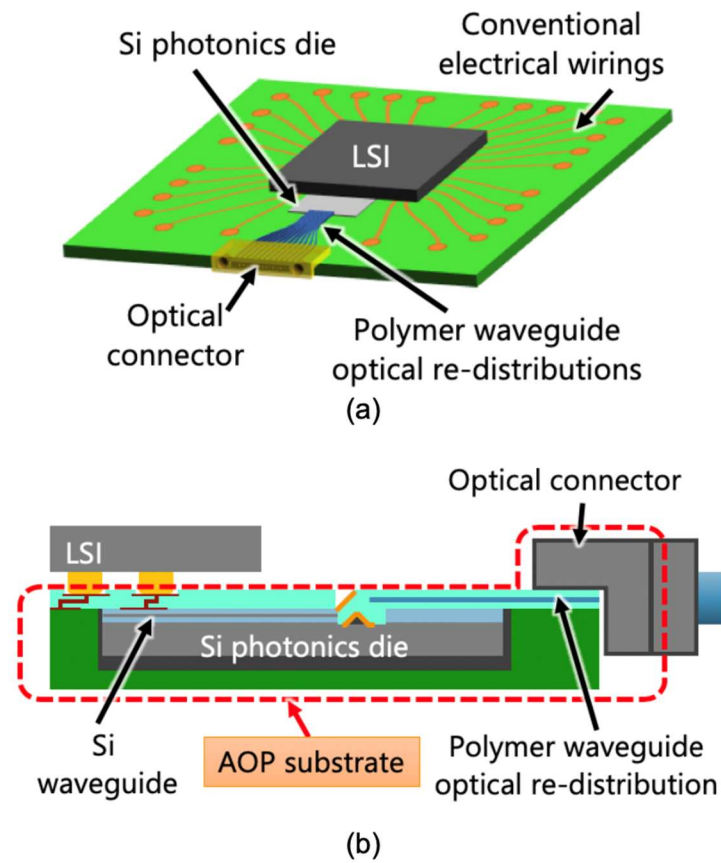 Si photonics die
Conventional
electrical wirings
LSI
Optical
connector
Polymer waveguide
optical re-distributions
(a)
Optical connector
LSI
Si photonics die
Si
waveguide
AOP substrate
Polymer waveguide
optical re-distribution
(b)